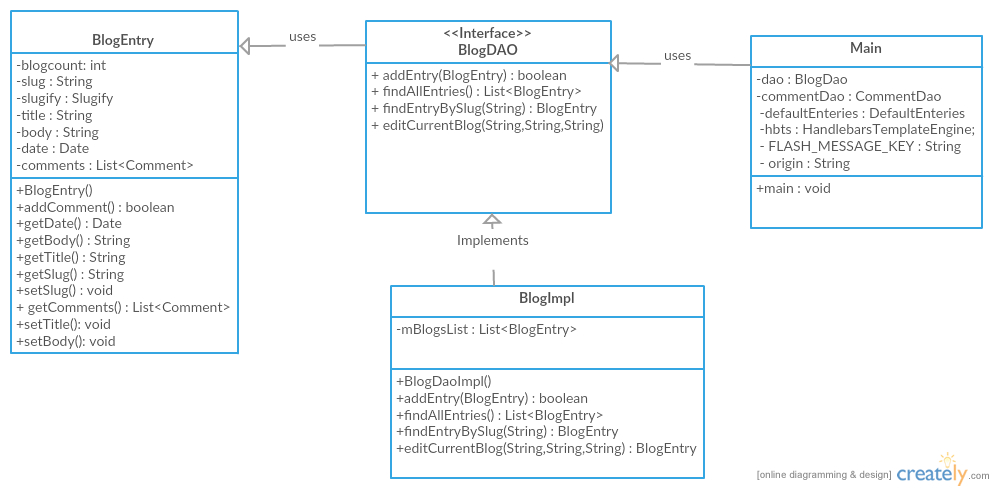 BlogEntry
-blogcount: int
-slug : String
-slugify : Slugify
-title : String
-body : String
-date : Date
-comments : List<Comment>
+BlogEntry()
+addComment() : boolean
+getDate() : Date
+getBody() : String
+getTitle() : String
+getSlug() : String
+setSlug() : void
+ getComments() : List<Comment>
+setTitle(): void
+setBody(): void
uses
<<Interface>>
BlogDAO
+ addEntry(BlogEntry) : boolean
+ findAllEntries() : List<BlogEntry>
+ findEntryBySlug(String) : BlogEntry
+ editCurrentBlog(String,String,String)
uses
Main
-dao : BlogDao
-commentDao : CommentDao
-defaultEnteries : DefaultEnteries
-hbts : HandlebarsTemplateEngine;
- FLASH_MESSAGE_KEY : String
- origin : String
+main : void
Implements
BlogImpl
-mBlogsList : List<BlogEntry>
+BlogDaoImpl()
+addEntry(BlogEntry) : boolean
+findAllEntries() : List<BlogEntry>
+findEntryBySlug(String) : BlogEntry
+editCurrentBlog(String,String,String) : BlogEntry
[online diagramming & design] creately.com